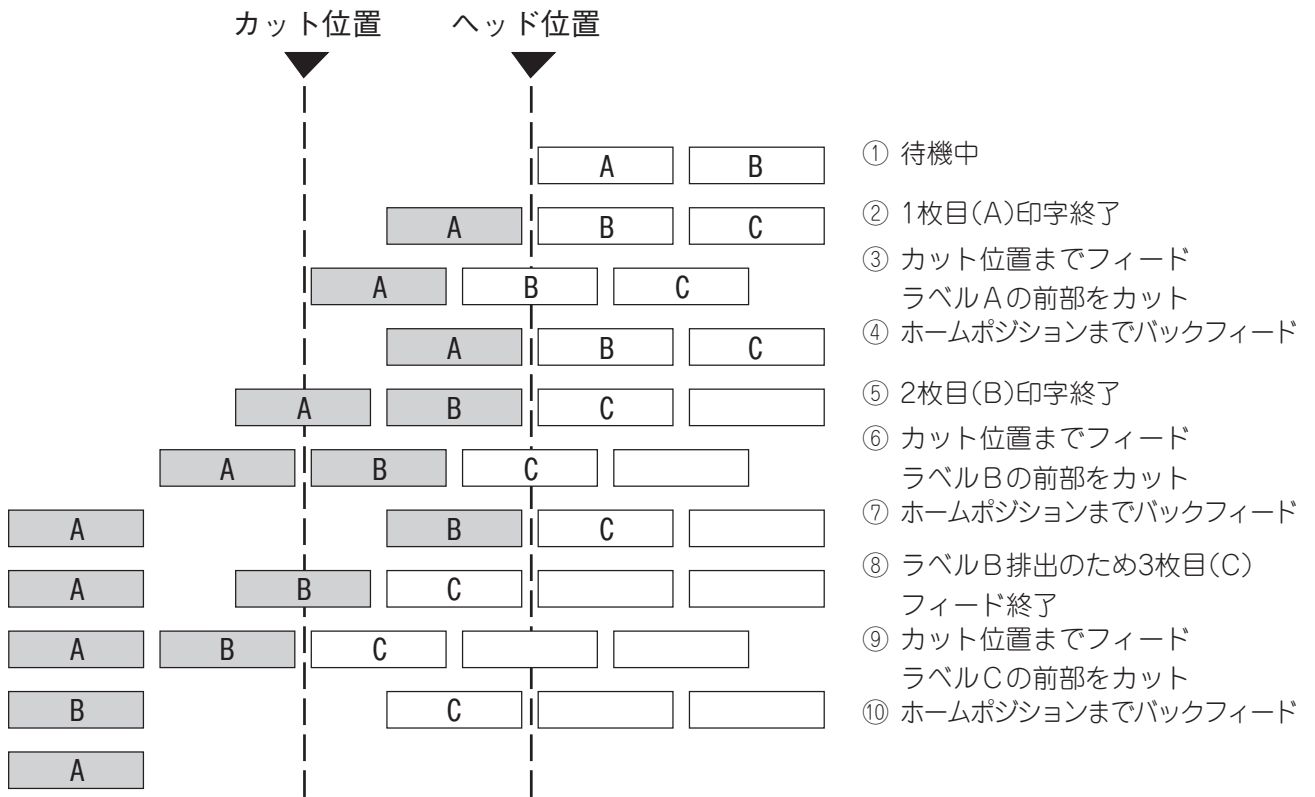 カット位置 ヘッド位置
A B ① 待機中
A B C ② 1枚目(A)印字終了
A B C ③ カット位置までフィード
ラベルAの前部をカット
A B C ④ ホームポジションまでバックフィード
A B C ⑤ 2枚目(B)印字終了
A B C ⑥ カット位置までフィード
ラベルBの前部をカット
A B C ⑦ ホームポジションまでバックフィード
A B C ⑧ ラベルB排出のため3枚目(C)
フィード終了
A B C ⑨ カット位置までフィード
ラベルCの前部をカット
B C ⑩ ホームポジションまでバックフィード
A